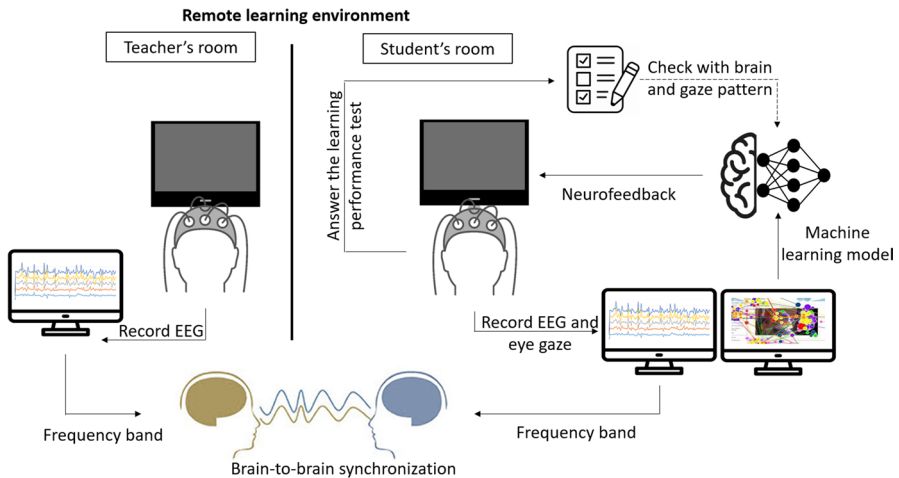 Remote learning environment
Teacher's room
Student's room
Check with brain
and gaze pattern
Answer the learning
performance test
Neurofeedback
Machine
learning model
Record EEG
Record EEG and
eye gaze
Frequency band
Frequency band
Brain-to-brain synchronization